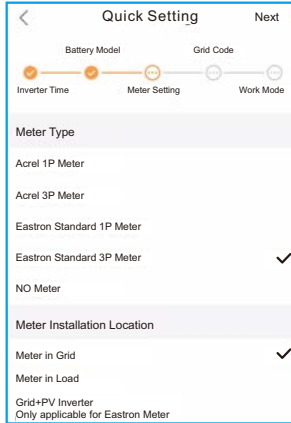 Quick Setting
Next
Battery Model
Grid Code
Inverter Time
Meter Setting
Work Mode
Meter Type
Acrel 1P Meter
Acrel 3P Meter
Eastron Standard 1P Meter
Eastron Standard 3P Meter
NO Meter
Meter Installation Location
Meter in Grid
Meter in Load
Grid+PV Inverter
Only applicable for Eastron Meter